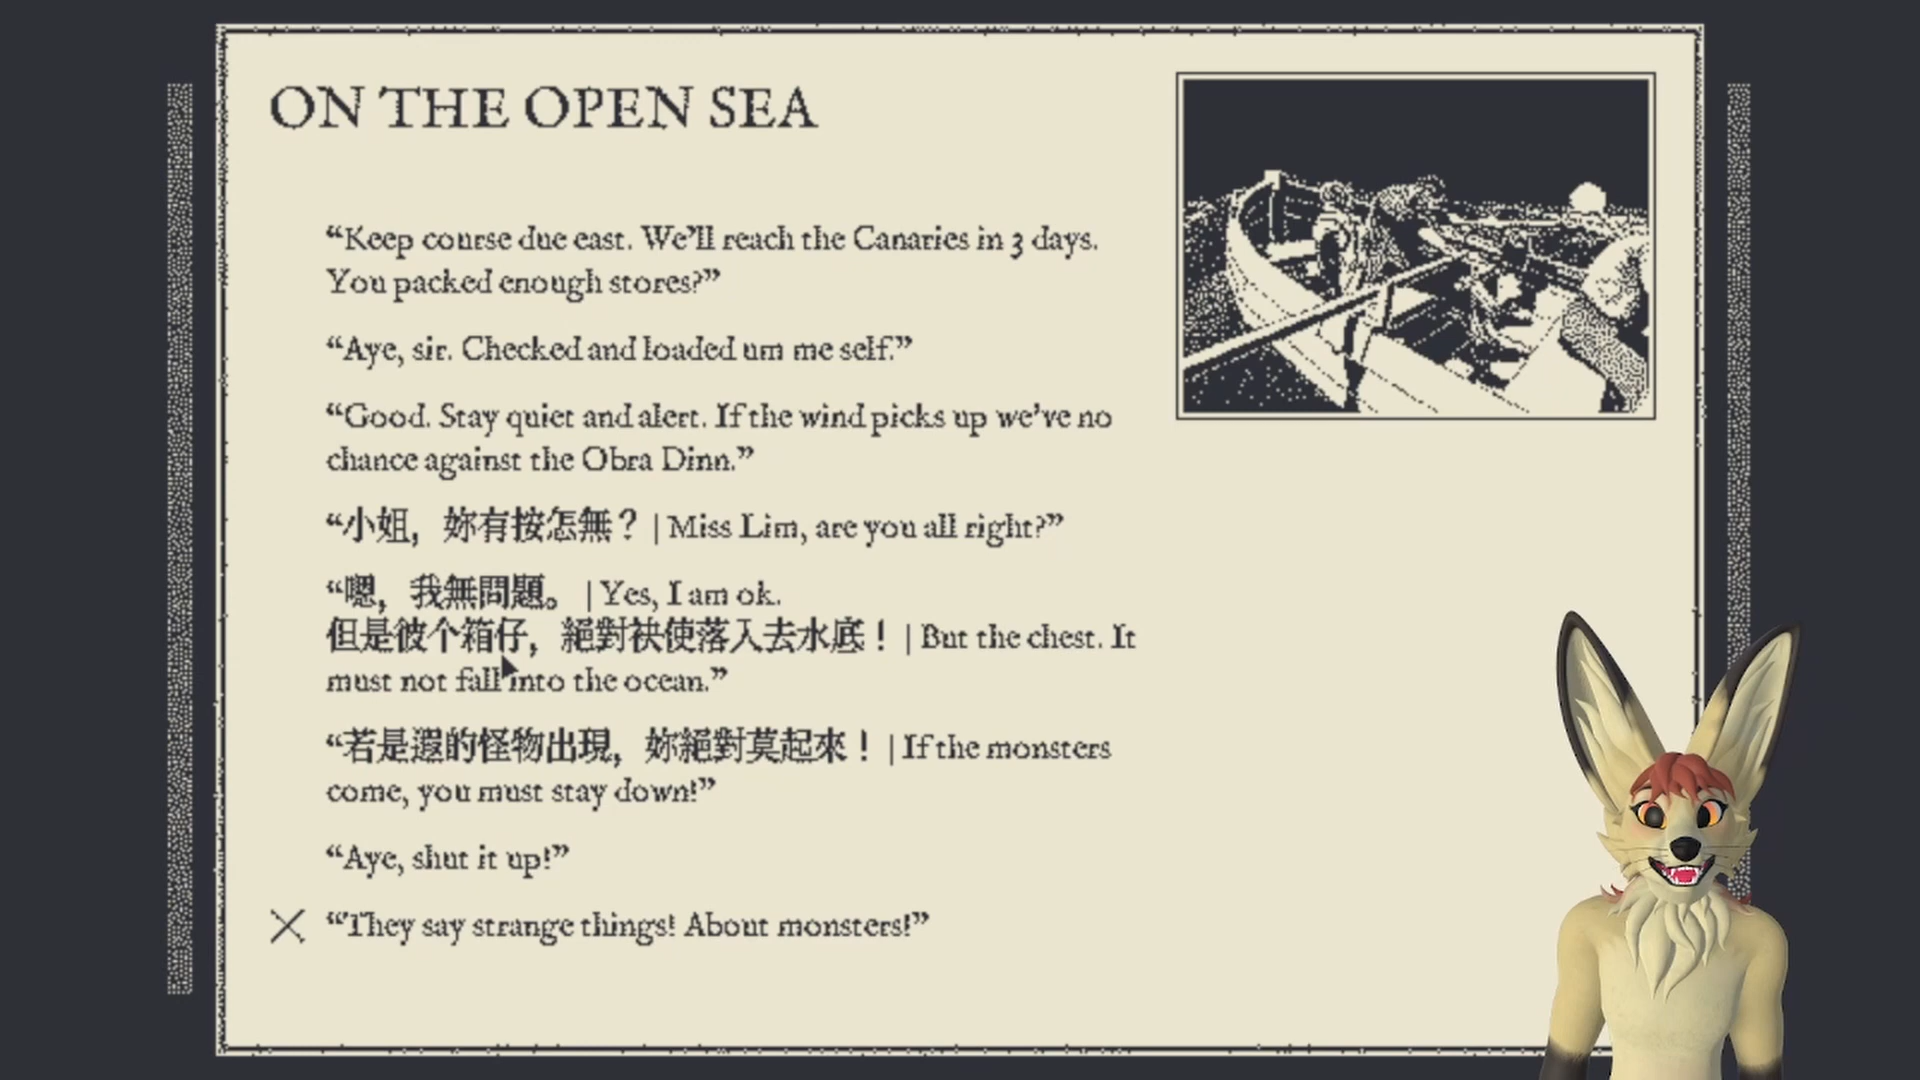 ON THE OPEN SEA
“Keep course due east. We’ll reach the Canaries in 3 days.
You packed enough stores?”
“Aye, sir. Checked and loaded um me self.”
“Good. Stay quiet and alert. If the wind picks up we’ve no
chance against the Obra Dinn.”
“小姐，妳有按怎無？ | Miss Lim, are you all right?”
“嗯，我無問題。 | Yes, I am ok.
但是彼个箱仔，絕對袂使落入去水底！ | But the chest. It
must not fall into the ocean.”
“若是遐的怪物出現，妳絕對莫起來！ | If the monsters
come, you must stay down!”
“Aye, shut it up!”
“They say strange things! About monsters!”